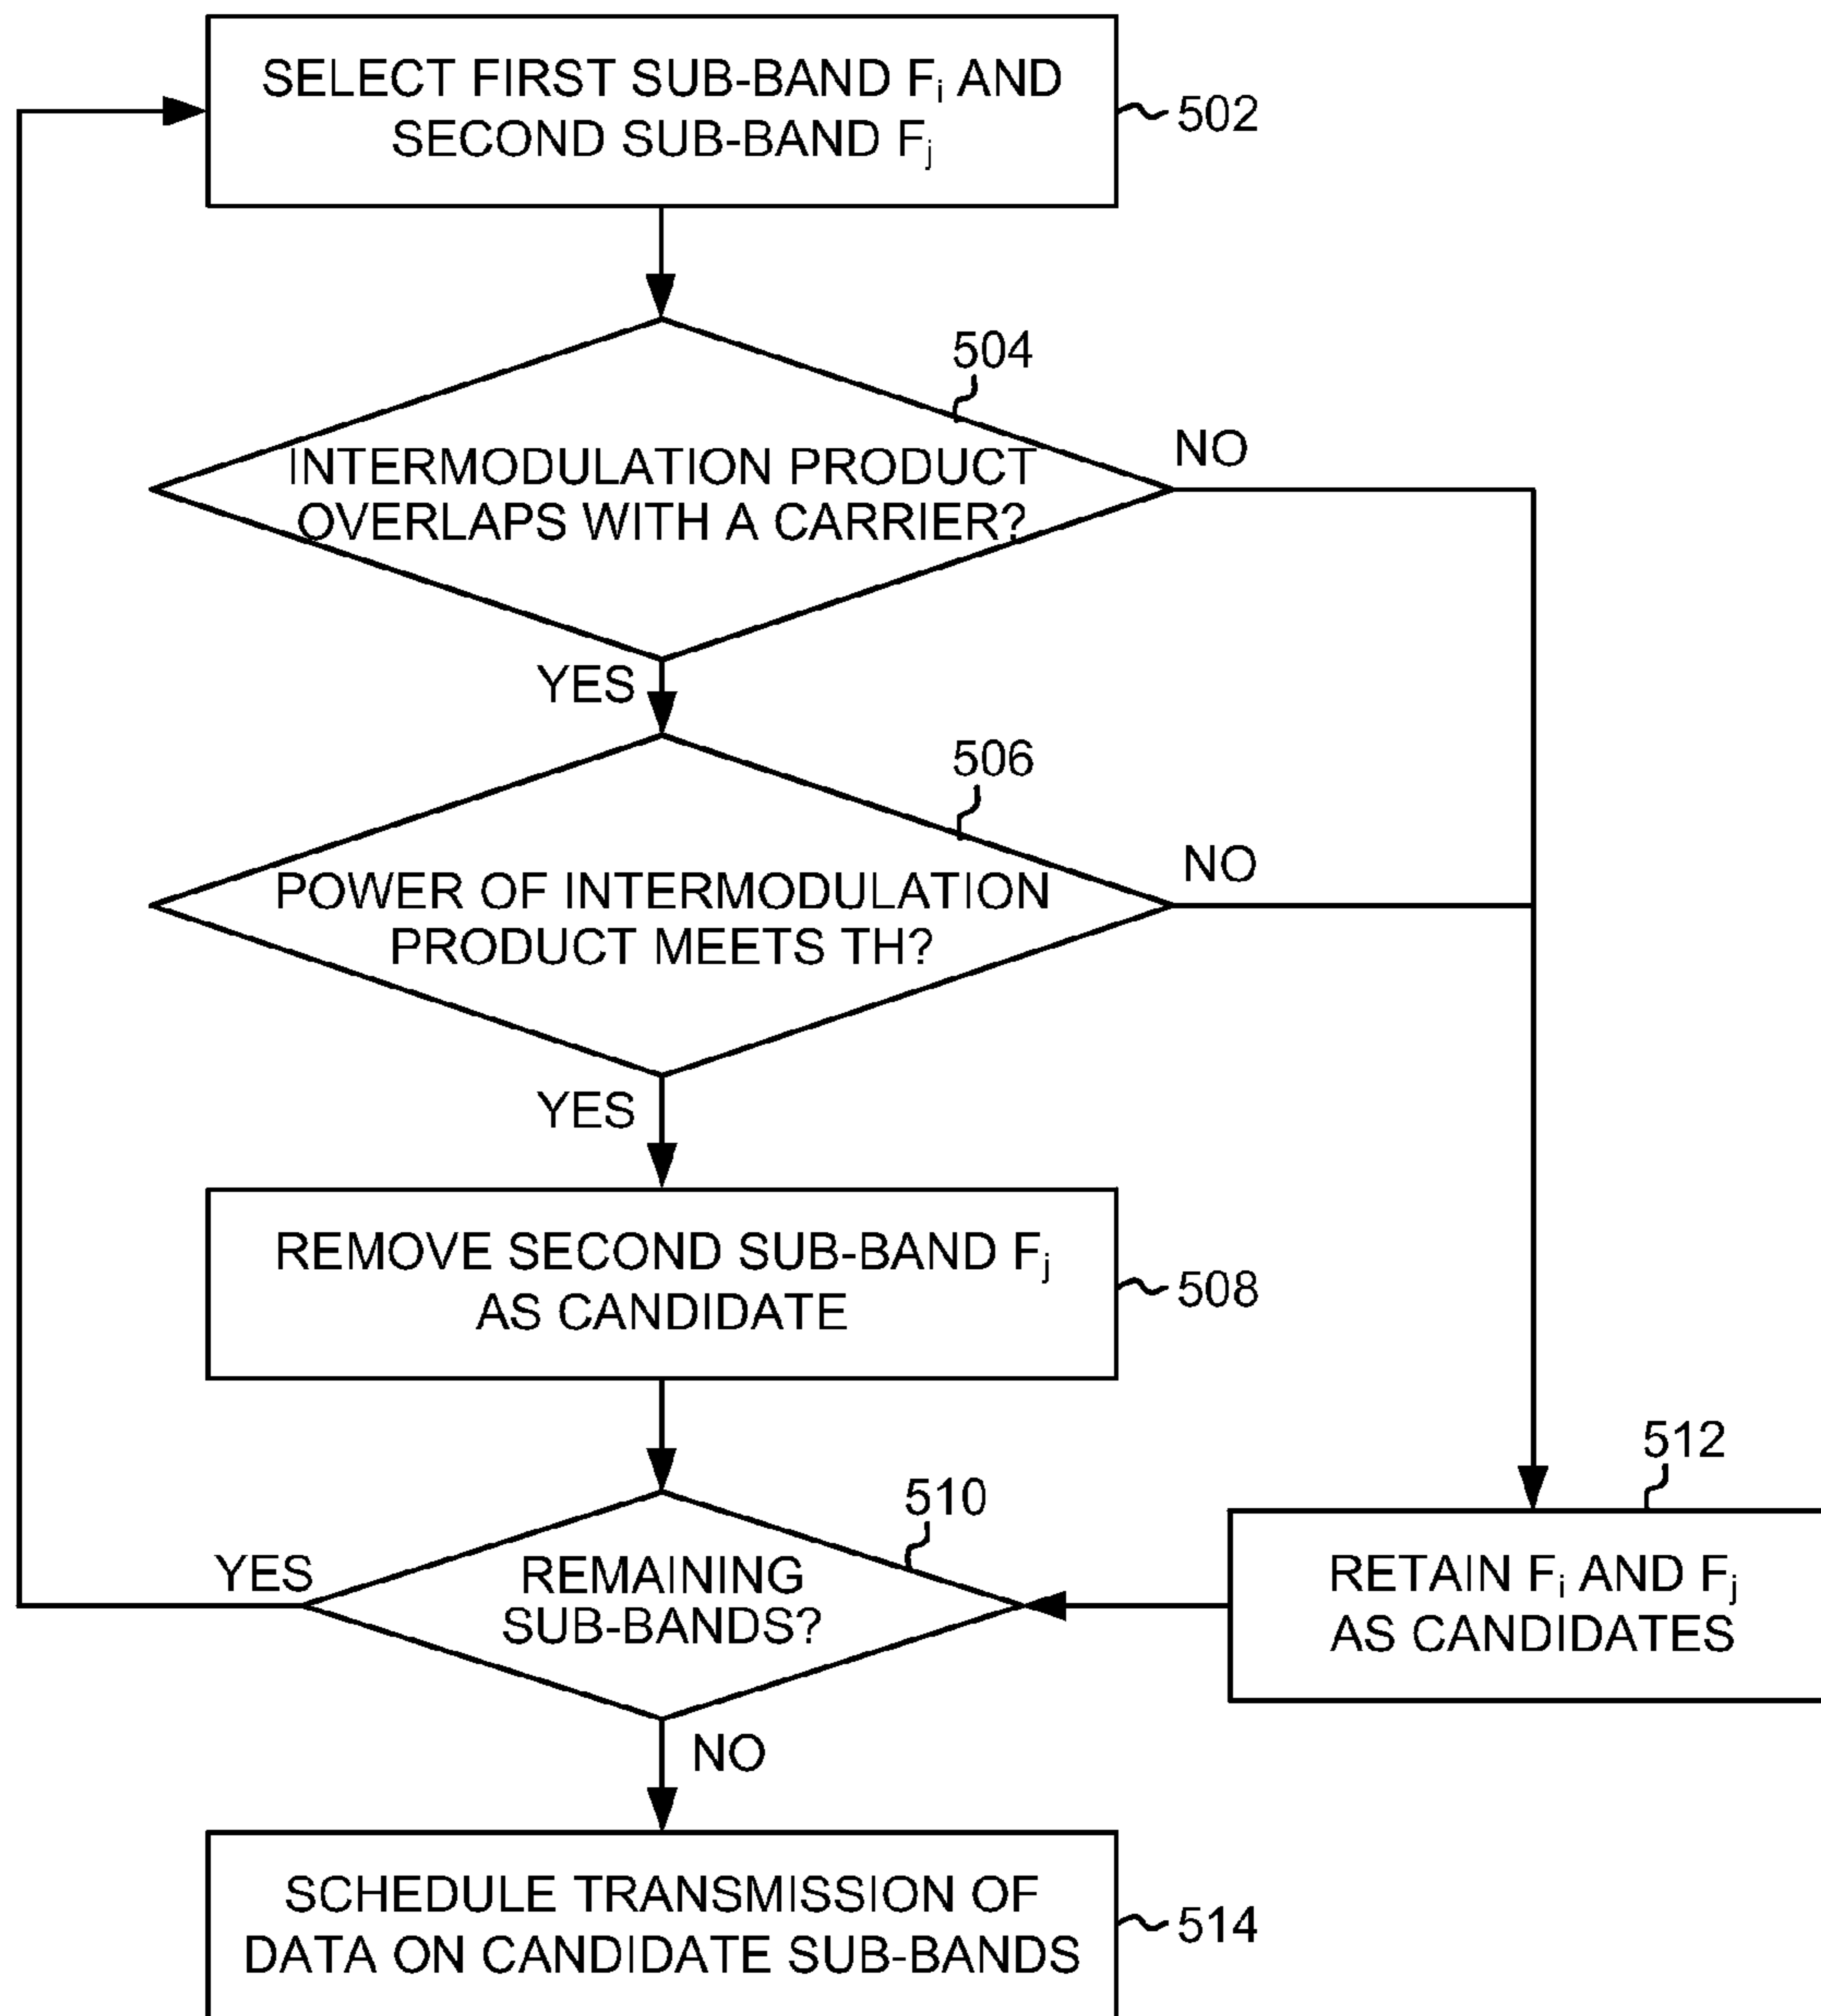 SELECT FIRST SUB-BAND Fi AND
SECOND SUB-BAND Fj
502
504
INTERMODULATION PRODUCT
OVERLAPS WITH A CARRIER?
NO
YES
506
POWER OF INTERMODULATION
PRODUCT MEETS TH?
NO
YES
REMOVE SECOND SUB-BAND Fj
AS CANDIDATE
508
510
REMAINING
SUB-BANDS?
YES
NO
512
RETAIN Fi AND Fj
AS CANDIDATES
SCHEDULE TRANSMISSION OF
DATA ON CANDIDATE SUB-BANDS
514